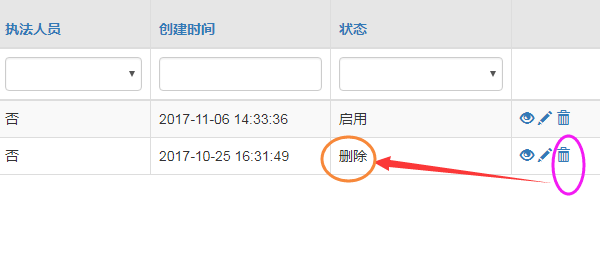 执法人员 创建时间 状态
否 2017-11-06 14:33:36 启用
否 2017-10-25 16:31:49 删除